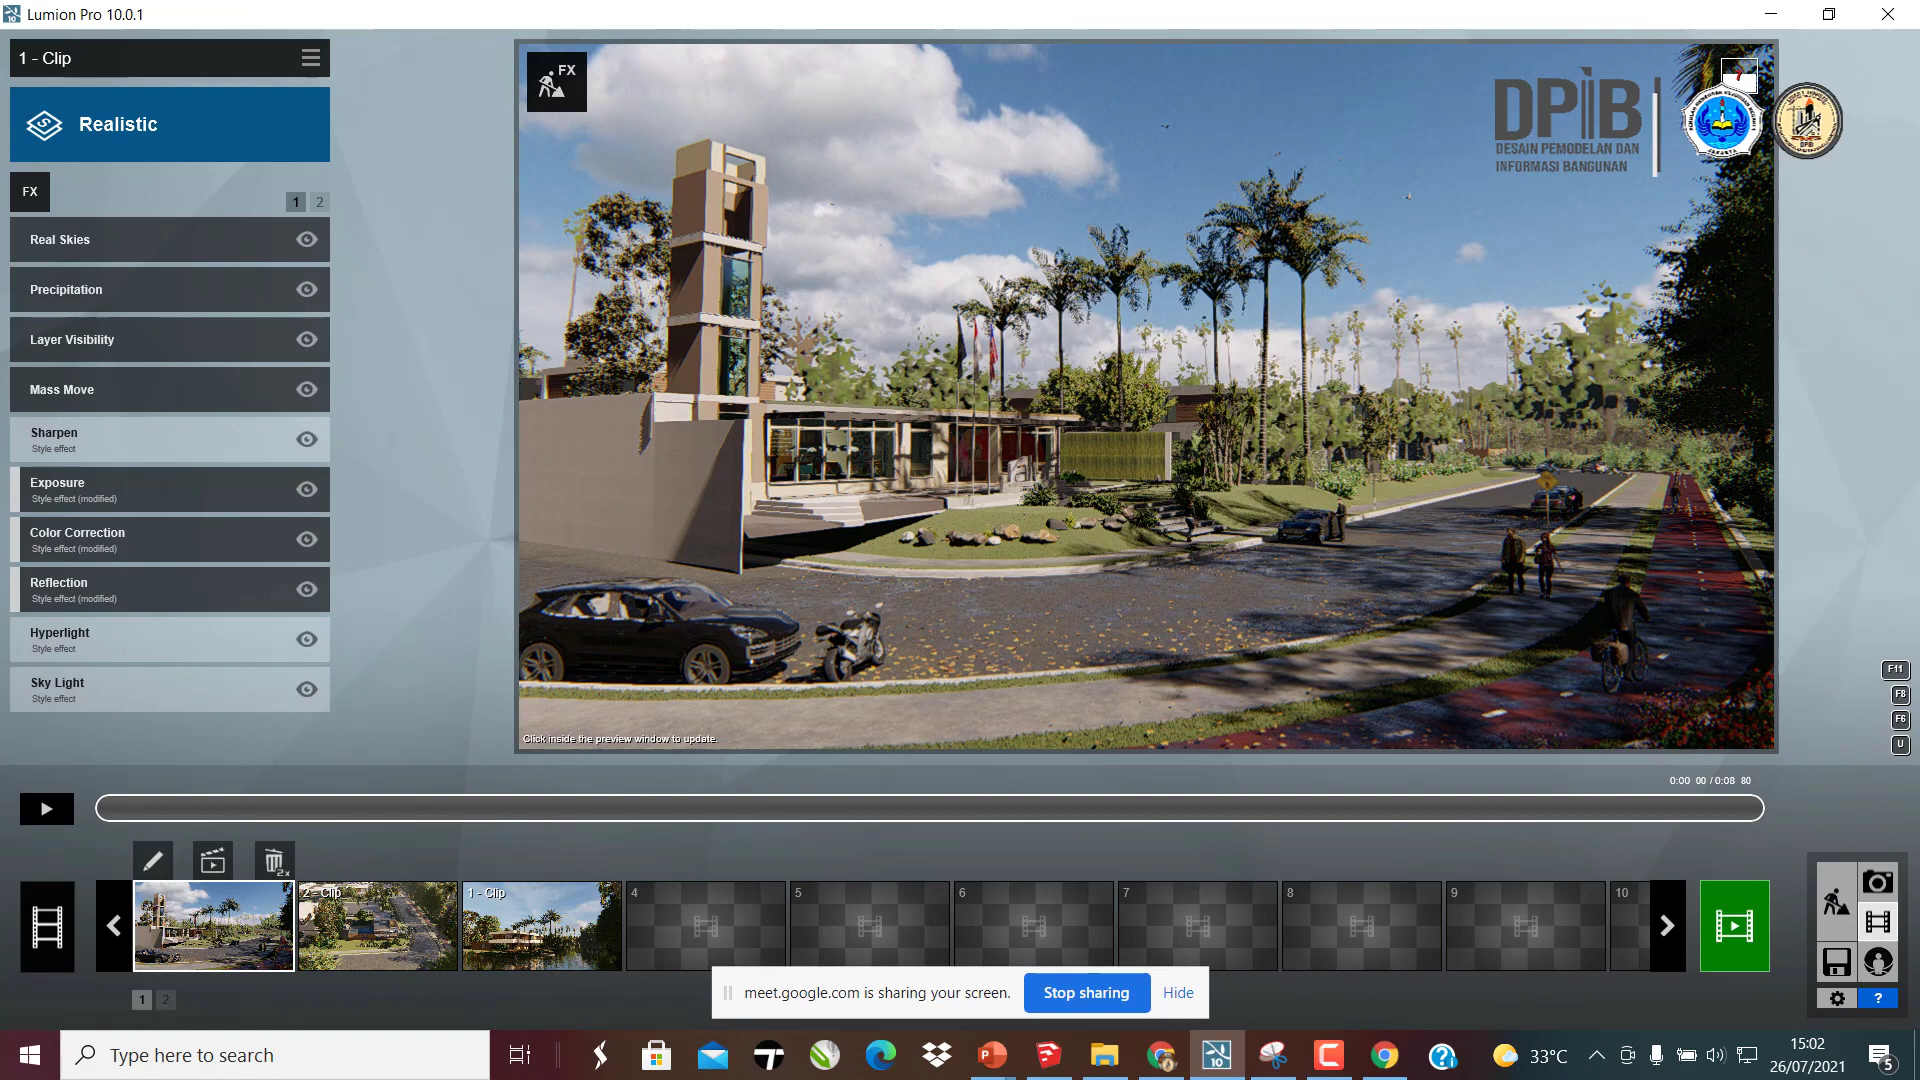 Lumion Pro 10.0.1
1 - Clip
Realistic
FX
1 2
Real Skies
Precipitation
Layer Visibility
Mass Move
Sharpen
Style effect
Exposure
Style effect (modified)
Color Correction
Style effect (modified)
Reflection
Style effect (modified)
Hyperlight
Style effect
Sky Light
Style effect
FX
DPIB
DESAIN PEMODELAN DAN
INFORMASI BANGUNAN
JAKARTA
DPIB
Click inside the preview window to update.
F11
F8
F6
U
0:00 00 / 0:08 80
2x
2 - Clip
1 - Clip
4
5
6
7
8
9
10
1 2
meet.google.com is sharing your screen.
Stop sharing
Hide
?
Type here to search
33°C
15:02
26/07/2021
5